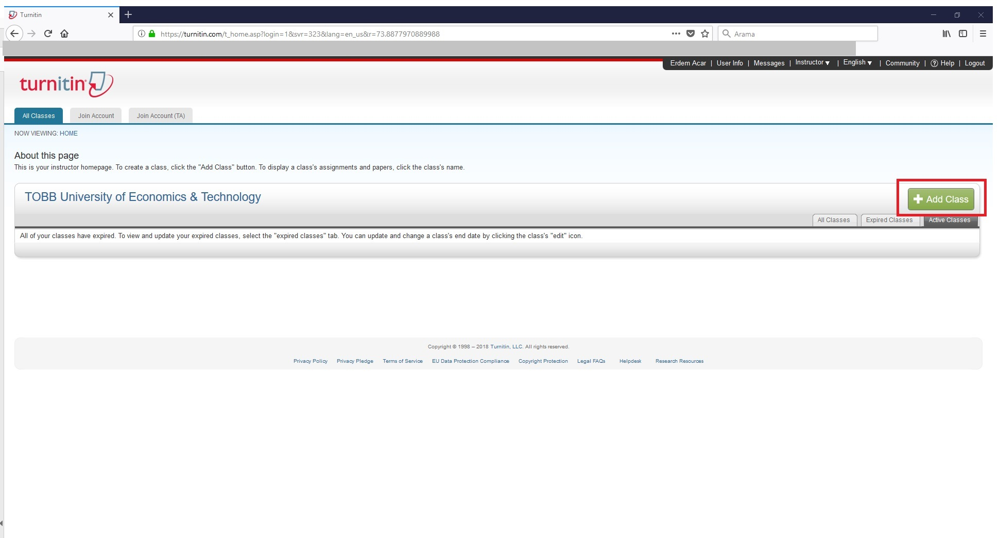 Turnitin
https://turnitin.com/t_home.asp?login=1&svr=323&lang=en_us&r=73.8877970889988
Arama
Erdem Acar | User Info | Messages | Instructor ▼ | English ▼ | Community | ? Help | Logout
turnitin
All Classes Join Account Join Account (TA)
NOW VIEWING: HOME
About this page
This is your instructor homepage. To create a class, click the "Add Class" button. To display a class's assignments and papers, click the class's name.
TOBB University of Economics & Technology
Add Class
All Classes Expired Classes Active Classes
All of your classes have expired. To view and update your expired classes, select the "expired classes" tab. You can update and change a class's end date by clicking the class's "edit" icon.
Copyright © 1998 – 2018 Turnitin, LLC. All rights reserved.
Privacy Policy Privacy Pledge Terms of Service EU Data Protection Compliance Copyright Protection Legal FAQs Helpdesk Research Resources